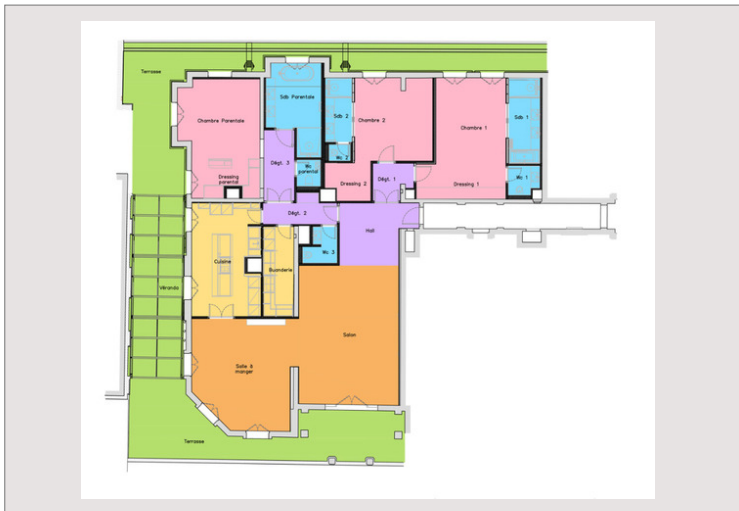 Terrasse
Sdb Parentale
Sdb 2
Chambre 2
Chambre Parentale
Chambre 1
Sdb 1
Wc 2
Dégt. 3
Wc
parental
Dégt. 1
Dressing
parental
Dressing 2
Dressing 1
Wc 1
Dégt. 2
Hall
Wc 3
Cuisine
Buanderie
Véranda
Salon
Salle à
manger
Terrasse